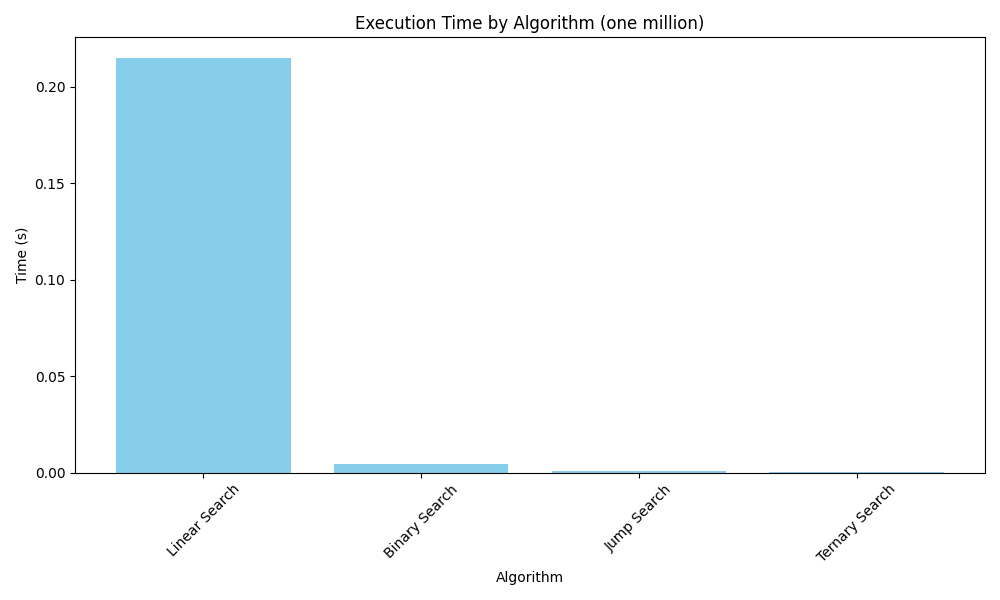 Execution Time by Algorithm (one million)
Time (s)
0.20
0.15
0.10
0.05
0.00
Linear Search
Binary Search
Jump Search
Ternary Search
Algorithm